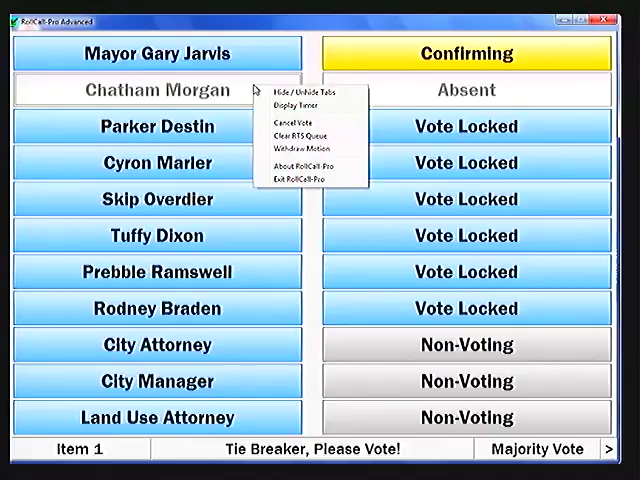 RollCall-Pro Advanced
Mayor Gary Jarvis Confirming
Chatham Morgan Absent
Hide / Unhide Tabs
Display Timer
Cancel Vote
Clear RTS Queue
Withdraw Motion
About RollCall-Pro
Exit RollCall-Pro
Parker Destin Vote Locked
Cyron Marler Vote Locked
Skip Overdier Vote Locked
Tuffy Dixon Vote Locked
Prebble Ramswell Vote Locked
Rodney Braden Vote Locked
City Attorney Non-Voting
City Manager Non-Voting
Land Use Attorney Non-Voting
Item 1 Tie Breaker, Please Vote! Majority Vote >